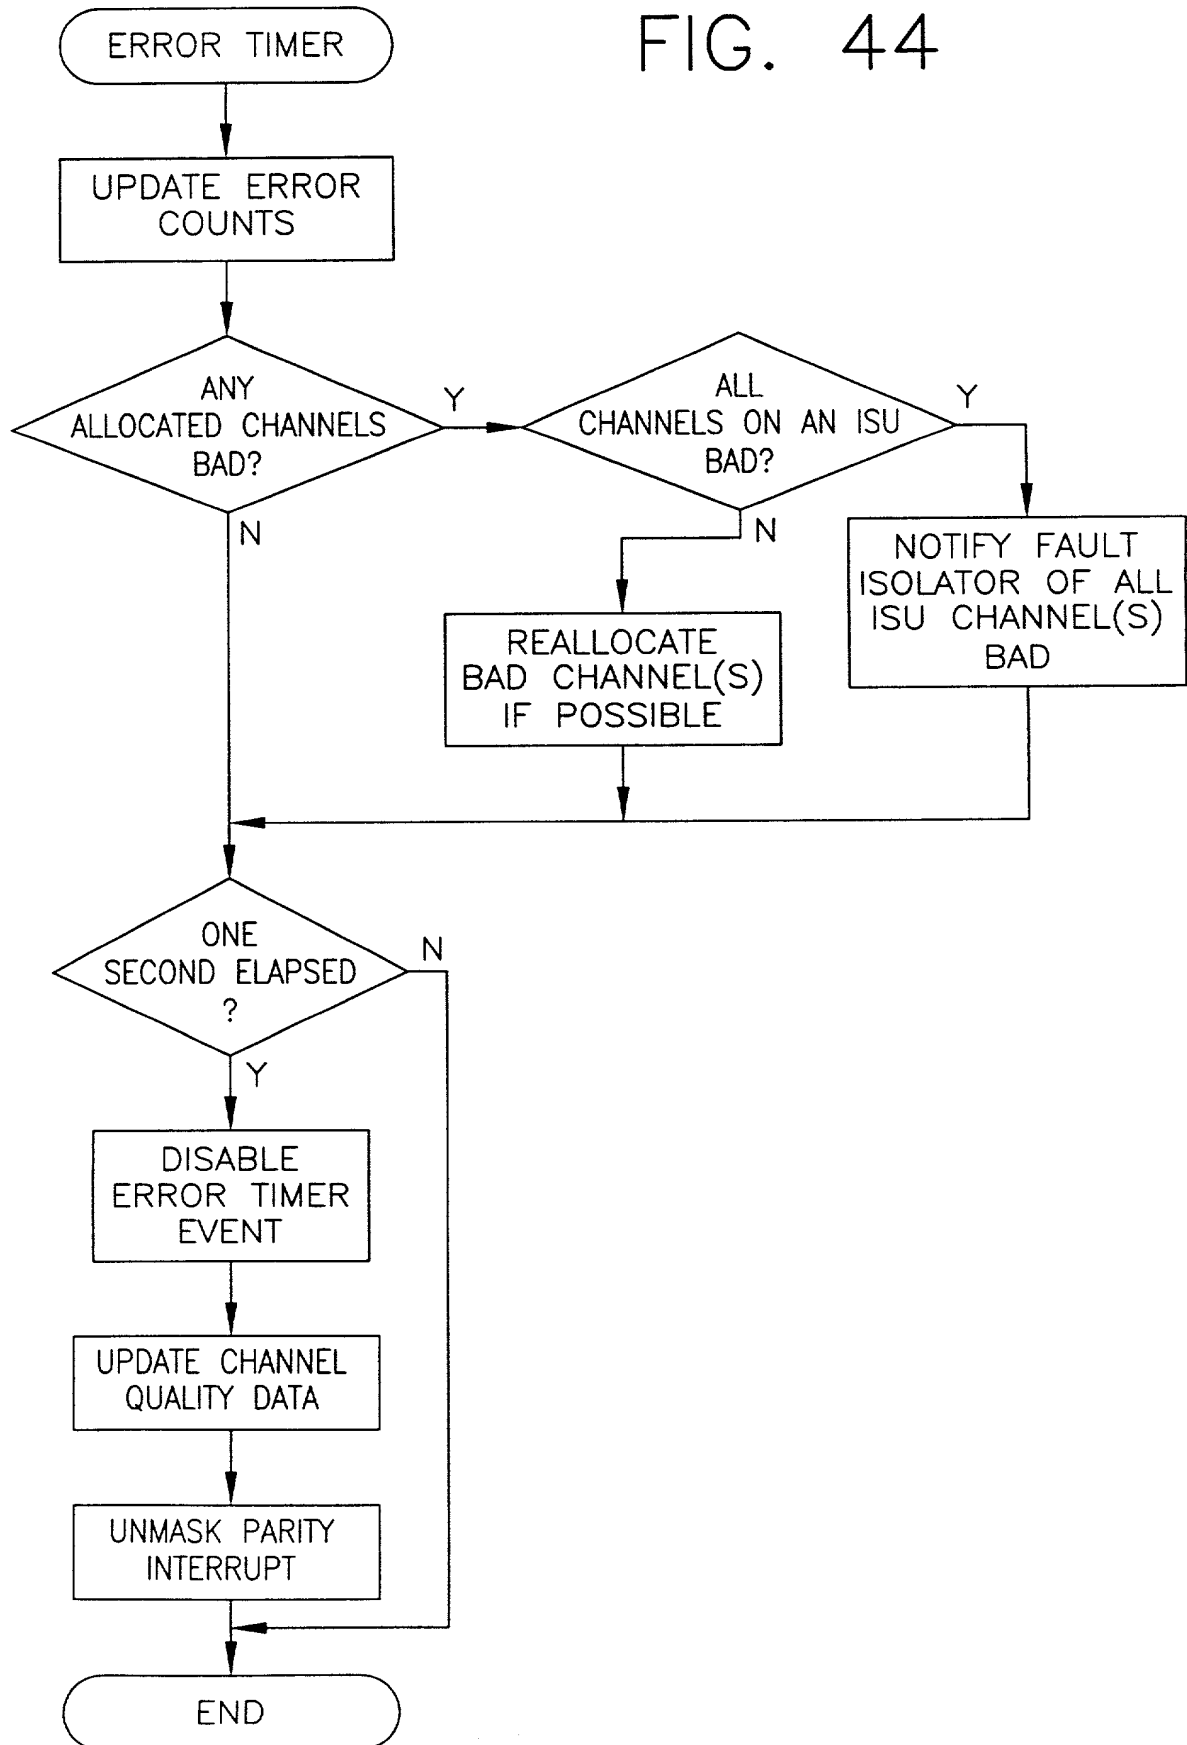 ERROR TIMER
FIG. 44
UPDATE ERROR
COUNTS
ANY
ALLOCATED CHANNELS
BAD?
Y
N
ALL
CHANNELS ON AN ISU
BAD?
Y
N
NOTIFY FAULT
ISOLATOR OF ALL
ISU CHANNEL(S)
BAD
REALLOCATE
BAD CHANNEL(S)
IF POSSIBLE
ONE
SECOND ELAPSED
?
N
Y
DISABLE
ERROR TIMER
EVENT
UPDATE CHANNEL
QUALITY DATA
UNMASK PARITY
INTERRUPT
END